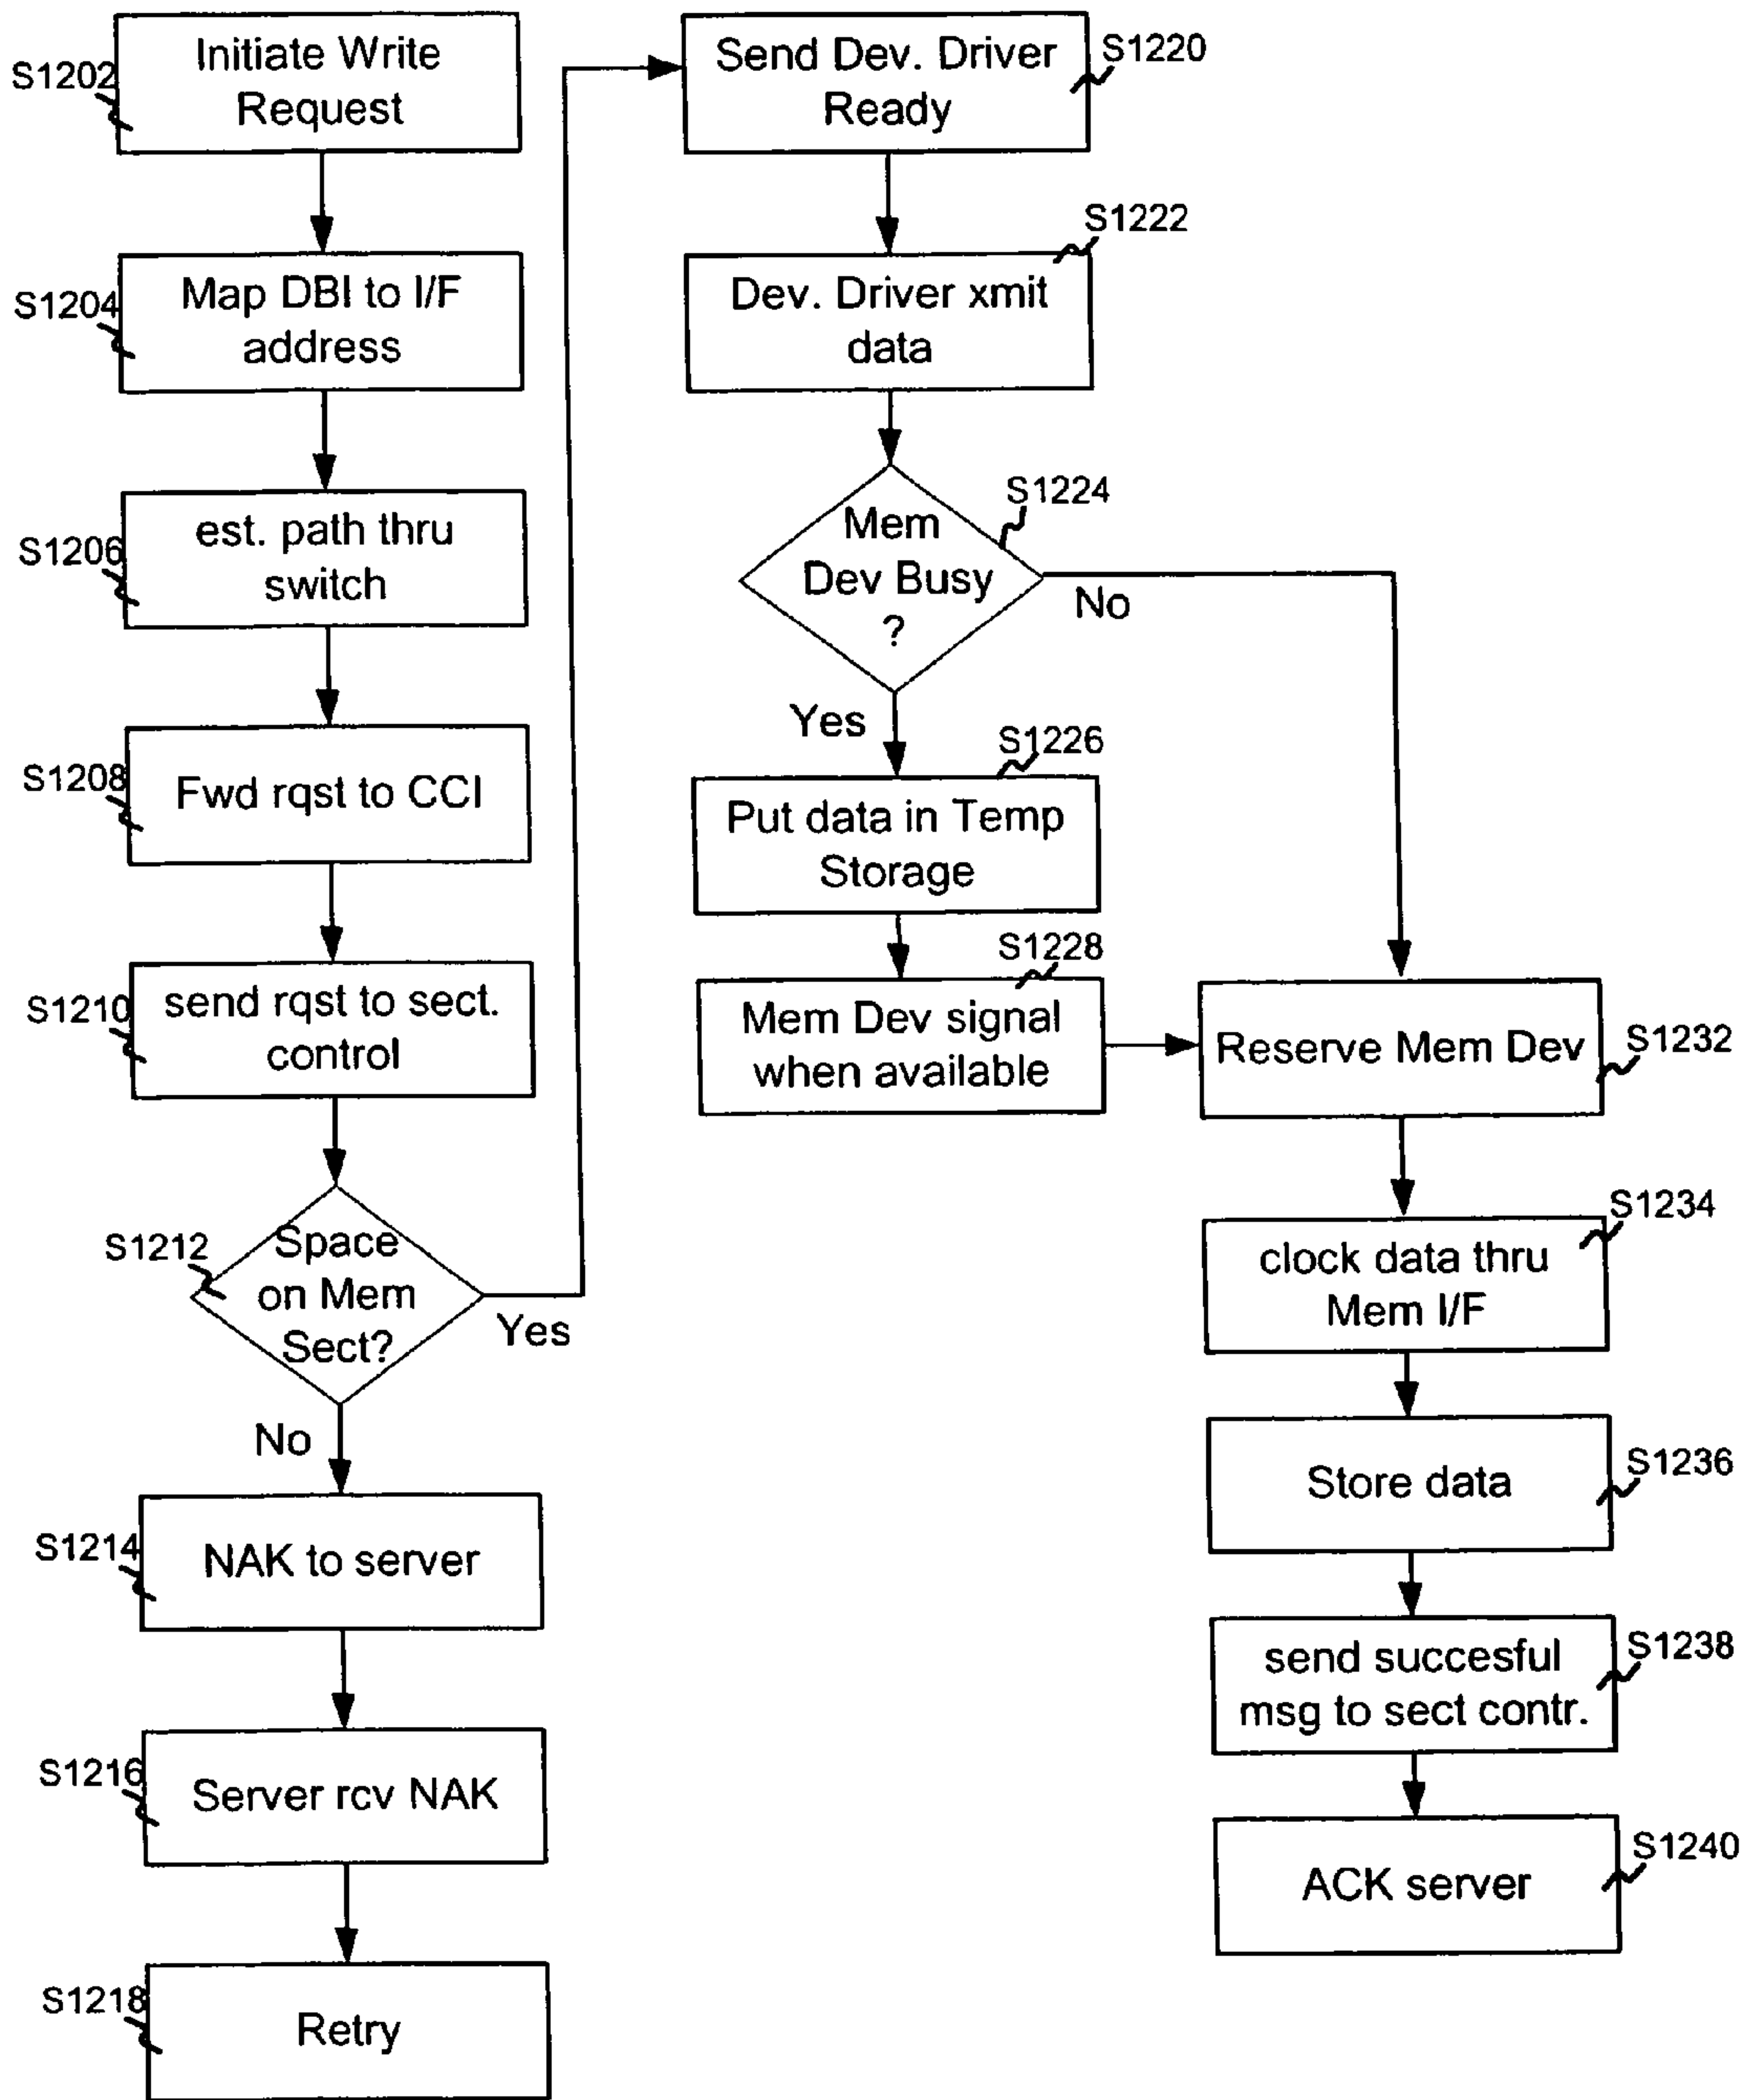 S1202
Initiate Write
Request
S1204
Map DBI to I/F
address
S1206
est. path thru
switch
S1208
Fwd rqst to CCI
S1210
send rqst to sect.
control
S1212
Space
on Mem
Sect?
Yes
No
S1214
NAK to server
S1216
Server rcv NAK
S1218
Retry
Send Dev. Driver
Ready
S1220
S1222
Dev. Driver xmit
data
S1224
Mem
Dev Busy
?
No
Yes
S1226
Put data in Temp
Storage
S1228
Mem Dev signal
when available
Reserve Mem Dev
S1232
S1234
clock data thru
Mem I/F
Store data
S1236
send succesful
msg to sect contr.
S1238
ACK server
S1240